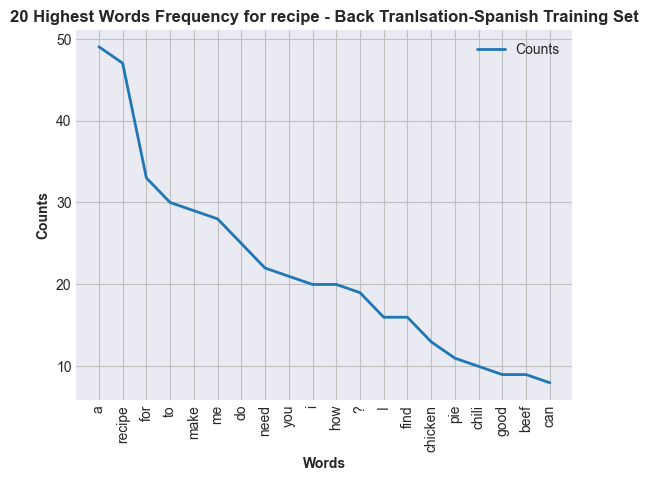 20 Highest Words Frequency for recipe - Back Tranlsation-Spanish Training Set
Counts
50
40
30
20
10
Counts
a
recipe
for
to
make
me
do
need
you
i
how
?
I
find
chicken
pie
chili
good
beef
can
Words